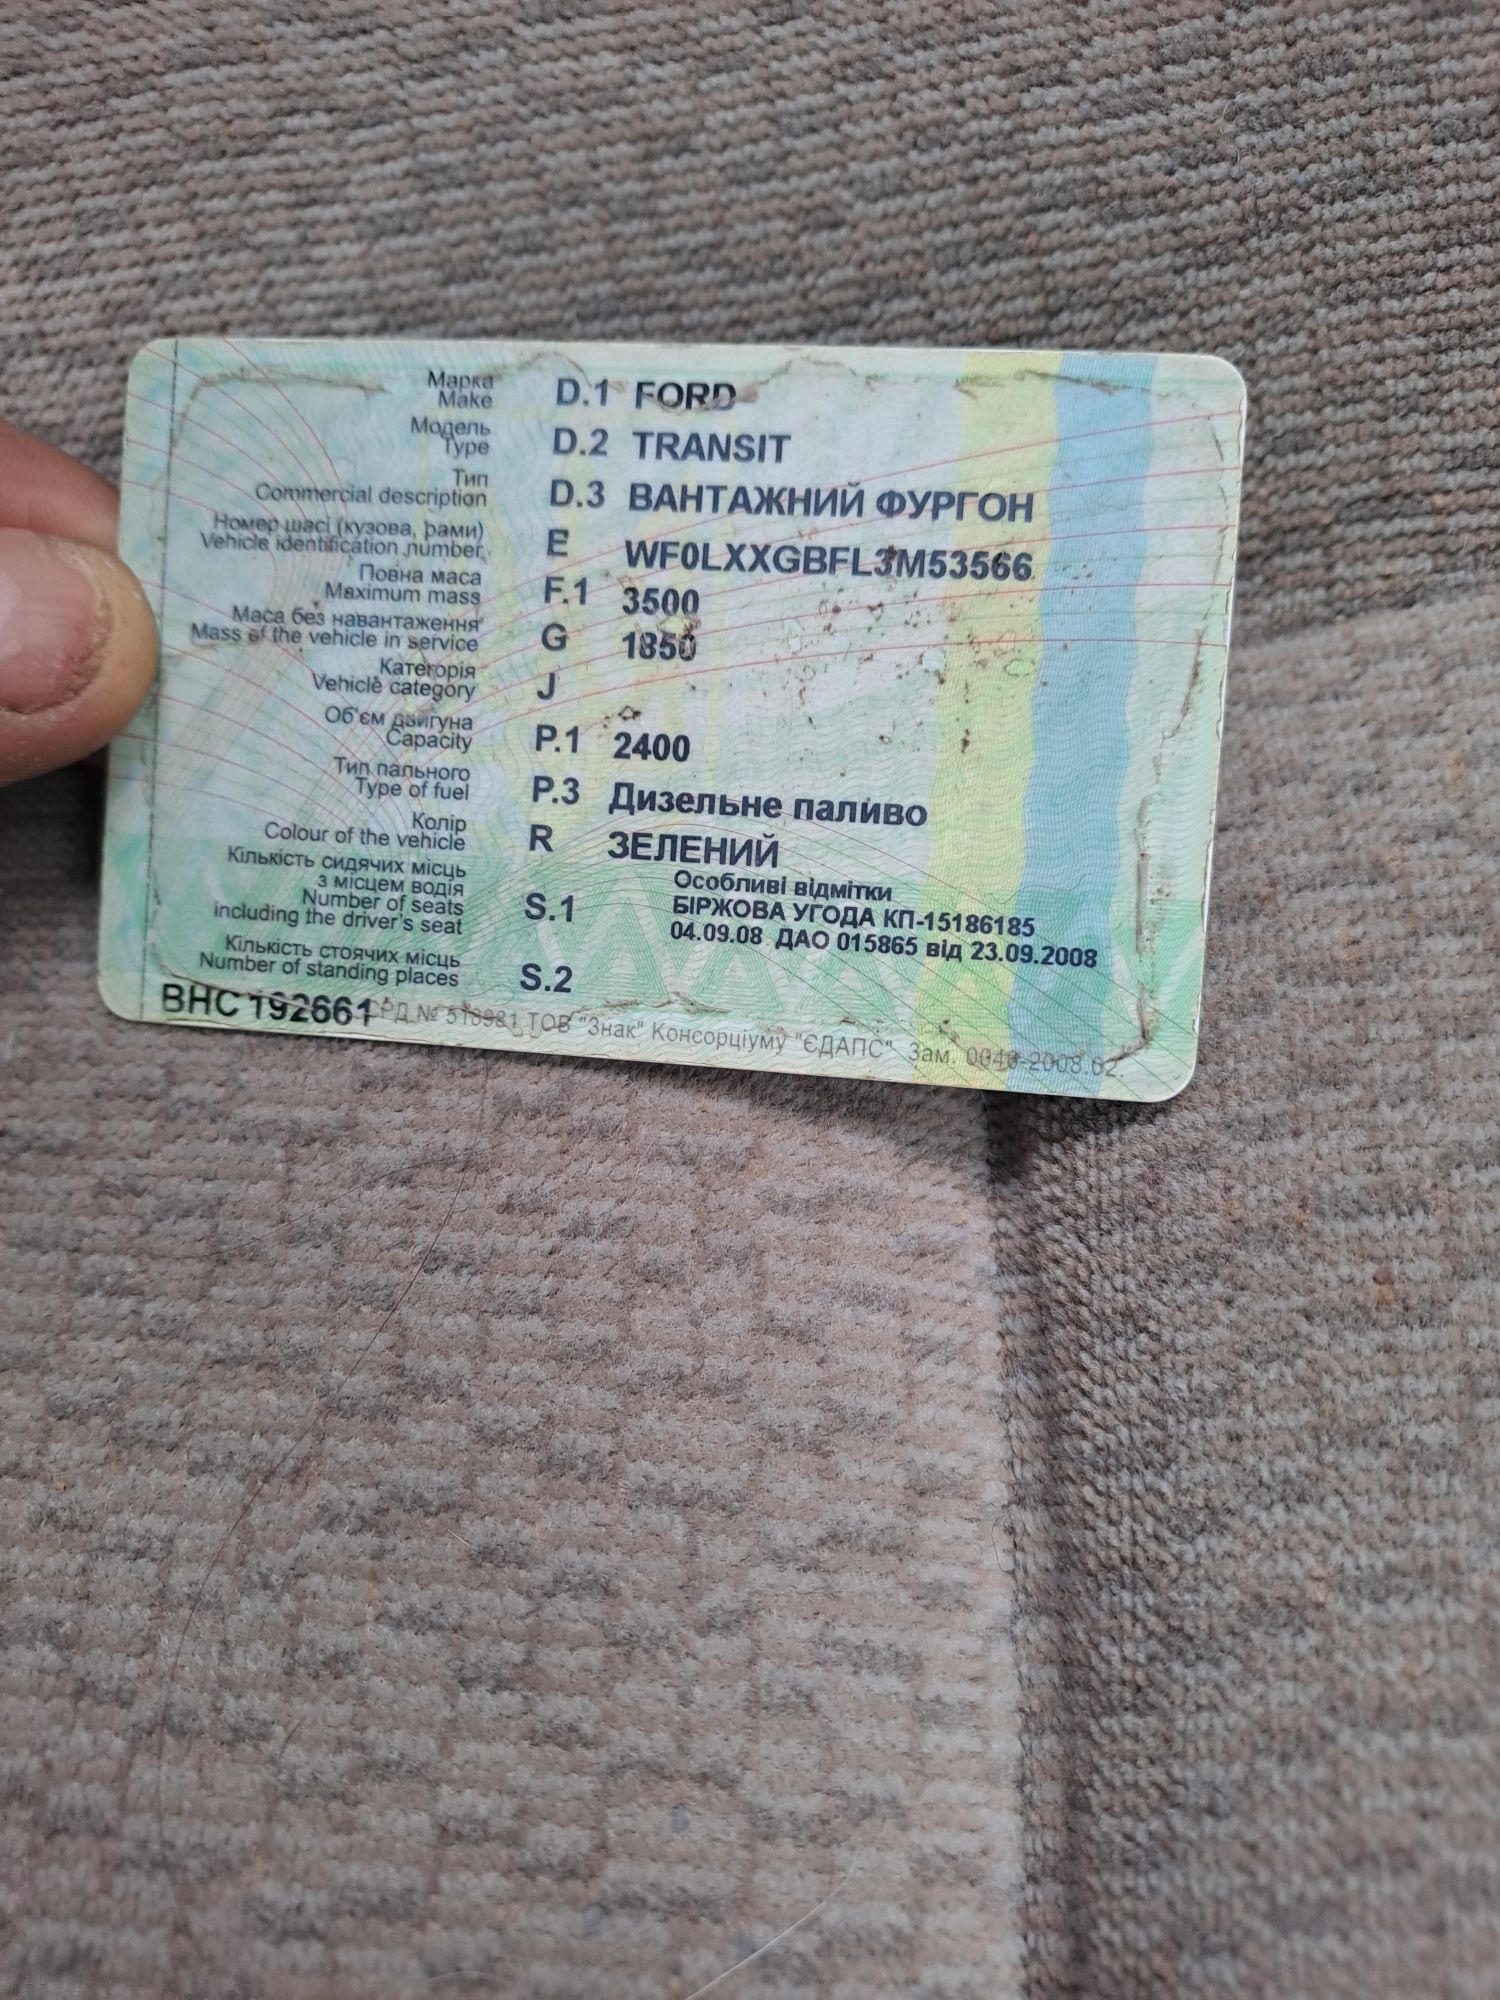 Марка
Make D.1 FORD
Модель
Type D.2 TRANSIT
Тип
Commercial description D.3 ВАНТАЖНИЙ ФУРГОН
Номер шасі (кузова, рами)
Vehicle identification number E WF0LXXGBFL3M53566
Повна маса
Maximum mass F.1 3500
Маса без навантаження
Mass of the vehicle in service G 1850
Категорія
Vehicle category J
Об'єм двигуна
Capacity P.1 2400
Тип пального
Type of fuel P.3 Дизельне паливо
Колір
Colour of the vehicle R ЗЕЛЕНИЙ
Кількість сидячих місць
з місцем водія
Number of seats
including the driver's seat S.1
Особливі відмітки
БІРЖОВА УГОДА КП-15186185
04.09.08 ДАО 015865 від 23.09.2008
Кількість стоячих місць
Number of standing places S.2
ВНС 192661
№ ТОВ "Знак" Консорціуму "ЄДАПС" Зам.